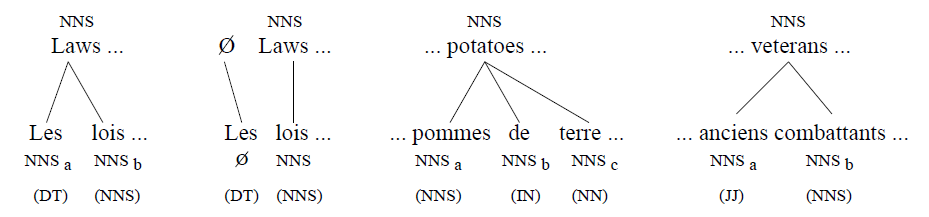 NNS NNS NNS NNS
Laws ... Ø Laws ... ... potatoes ... ... veterans ...
Les lois ... Les lois ... ... pommes de terre ... ... anciens combattants ...
NNS a NNS b Ø NNS NNS a NNS b NNS c NNS a NNS b
(DT) (NNS) (DT) (NNS) (NNS) (IN) (NN) (JJ) (NNS)